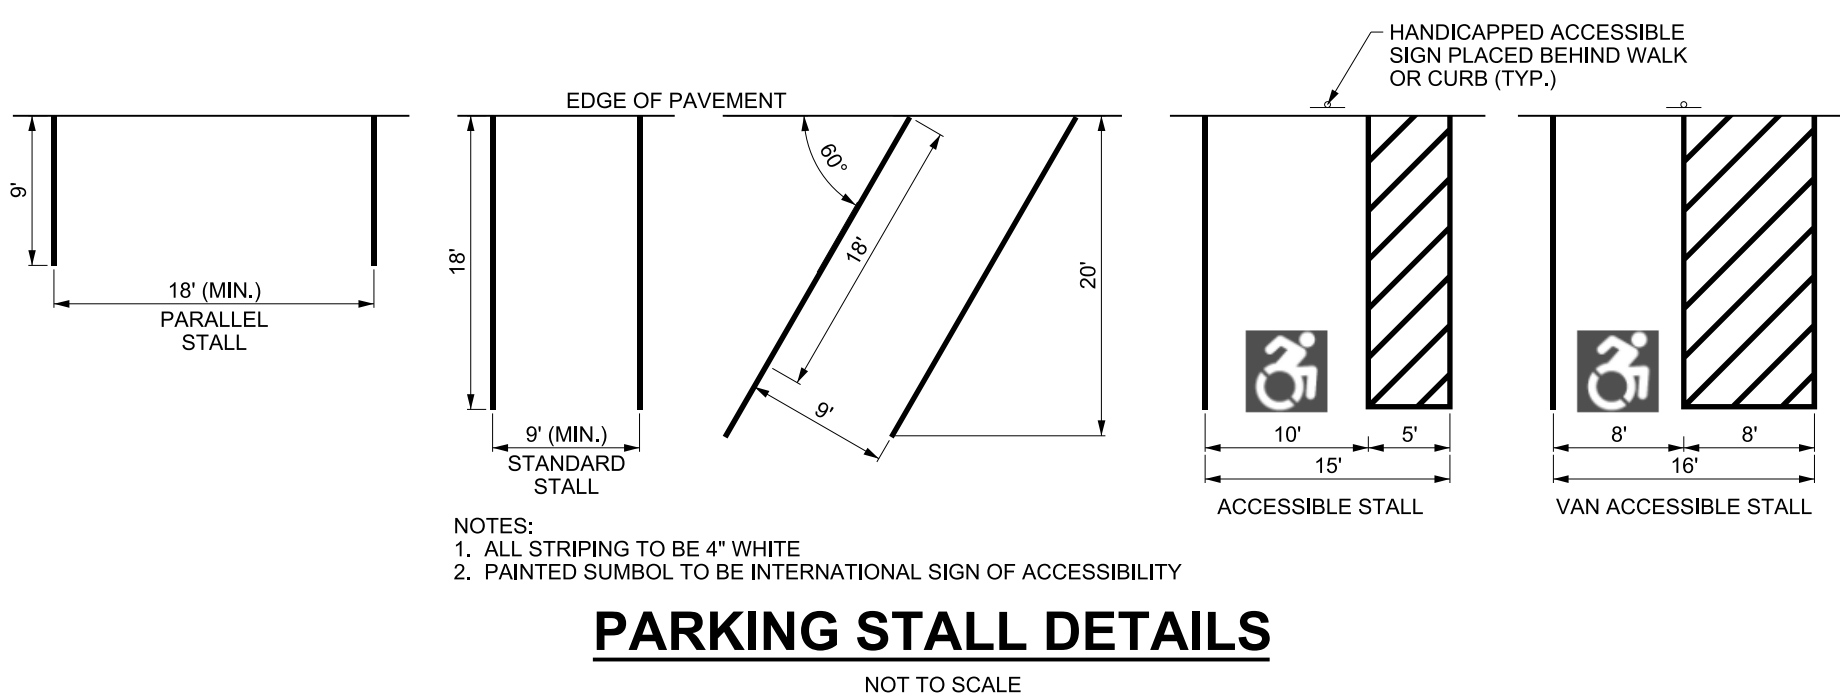 HANDICAPPED ACCESSIBLE
SIGN PLACED BEHIND WALK
OR CURB (TYP.)
EDGE OF PAVEMENT
9'
18' (MIN.)
PARALLEL
STALL
18'
9' (MIN.)
STANDARD
STALL
60°
18'
9'
20'
10'
5'
15'
ACCESSIBLE STALL
8'
8'
16'
VAN ACCESSIBLE STALL
NOTES:
1. ALL STRIPING TO BE 4" WHITE
2. PAINTED SUMBOL TO BE INTERNATIONAL SIGN OF ACCESSIBILITY
PARKING STALL DETAILS
NOT TO SCALE